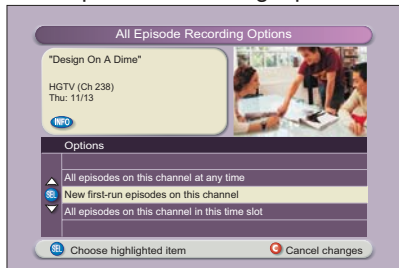 All Episode Recording Options
"Design On A Dime"
HGTV (Ch 238)
Thu: 11/13
INFO
Options
All episodes on this channel at any time
SEL
New first-run episodes on this channel
All episodes on this channel in this time slot
SEL Choose highlighted item
C Cancel changes